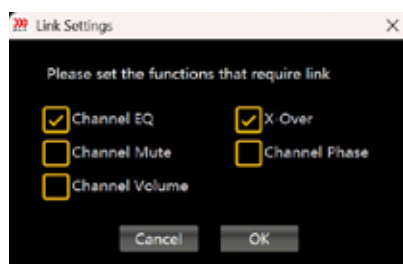 Link Settings
Please set the functions that require link
Channel EQ X-Over
Channel Mute Channel Phase
Channel Volume
Cancel OK